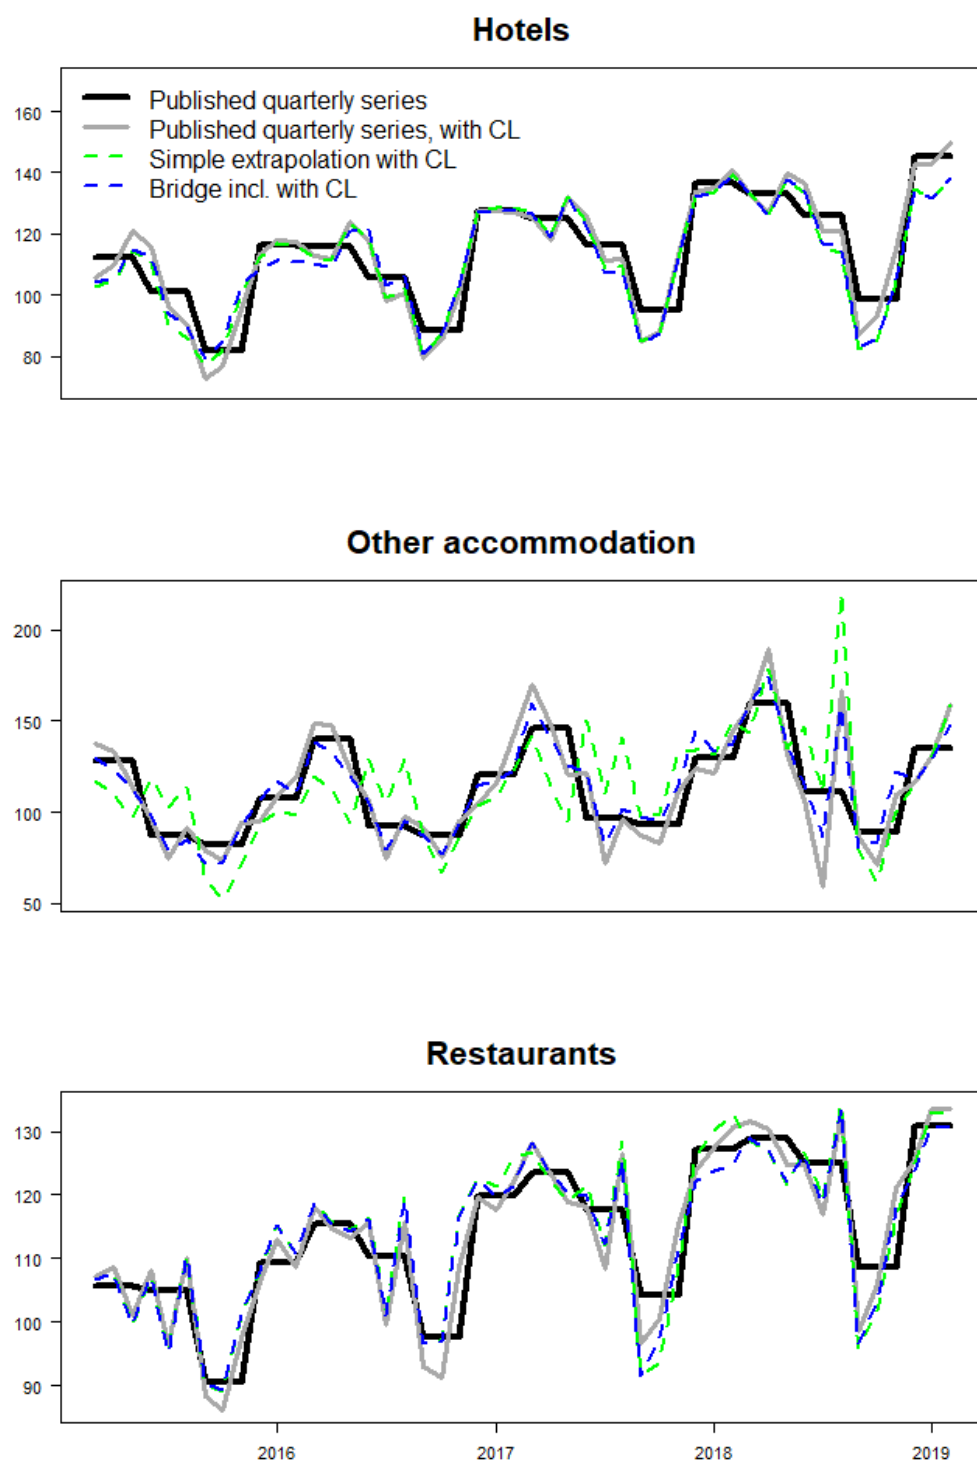 Hotels
160
140
120
100
80
Published quarterly series
Published quarterly series, with CL
Simple extrapolation with CL
Bridge incl. with CL
Other accommodation
200
150
100
50
Restaurants
130
120
110
100
90
2016 2017 2018 2019